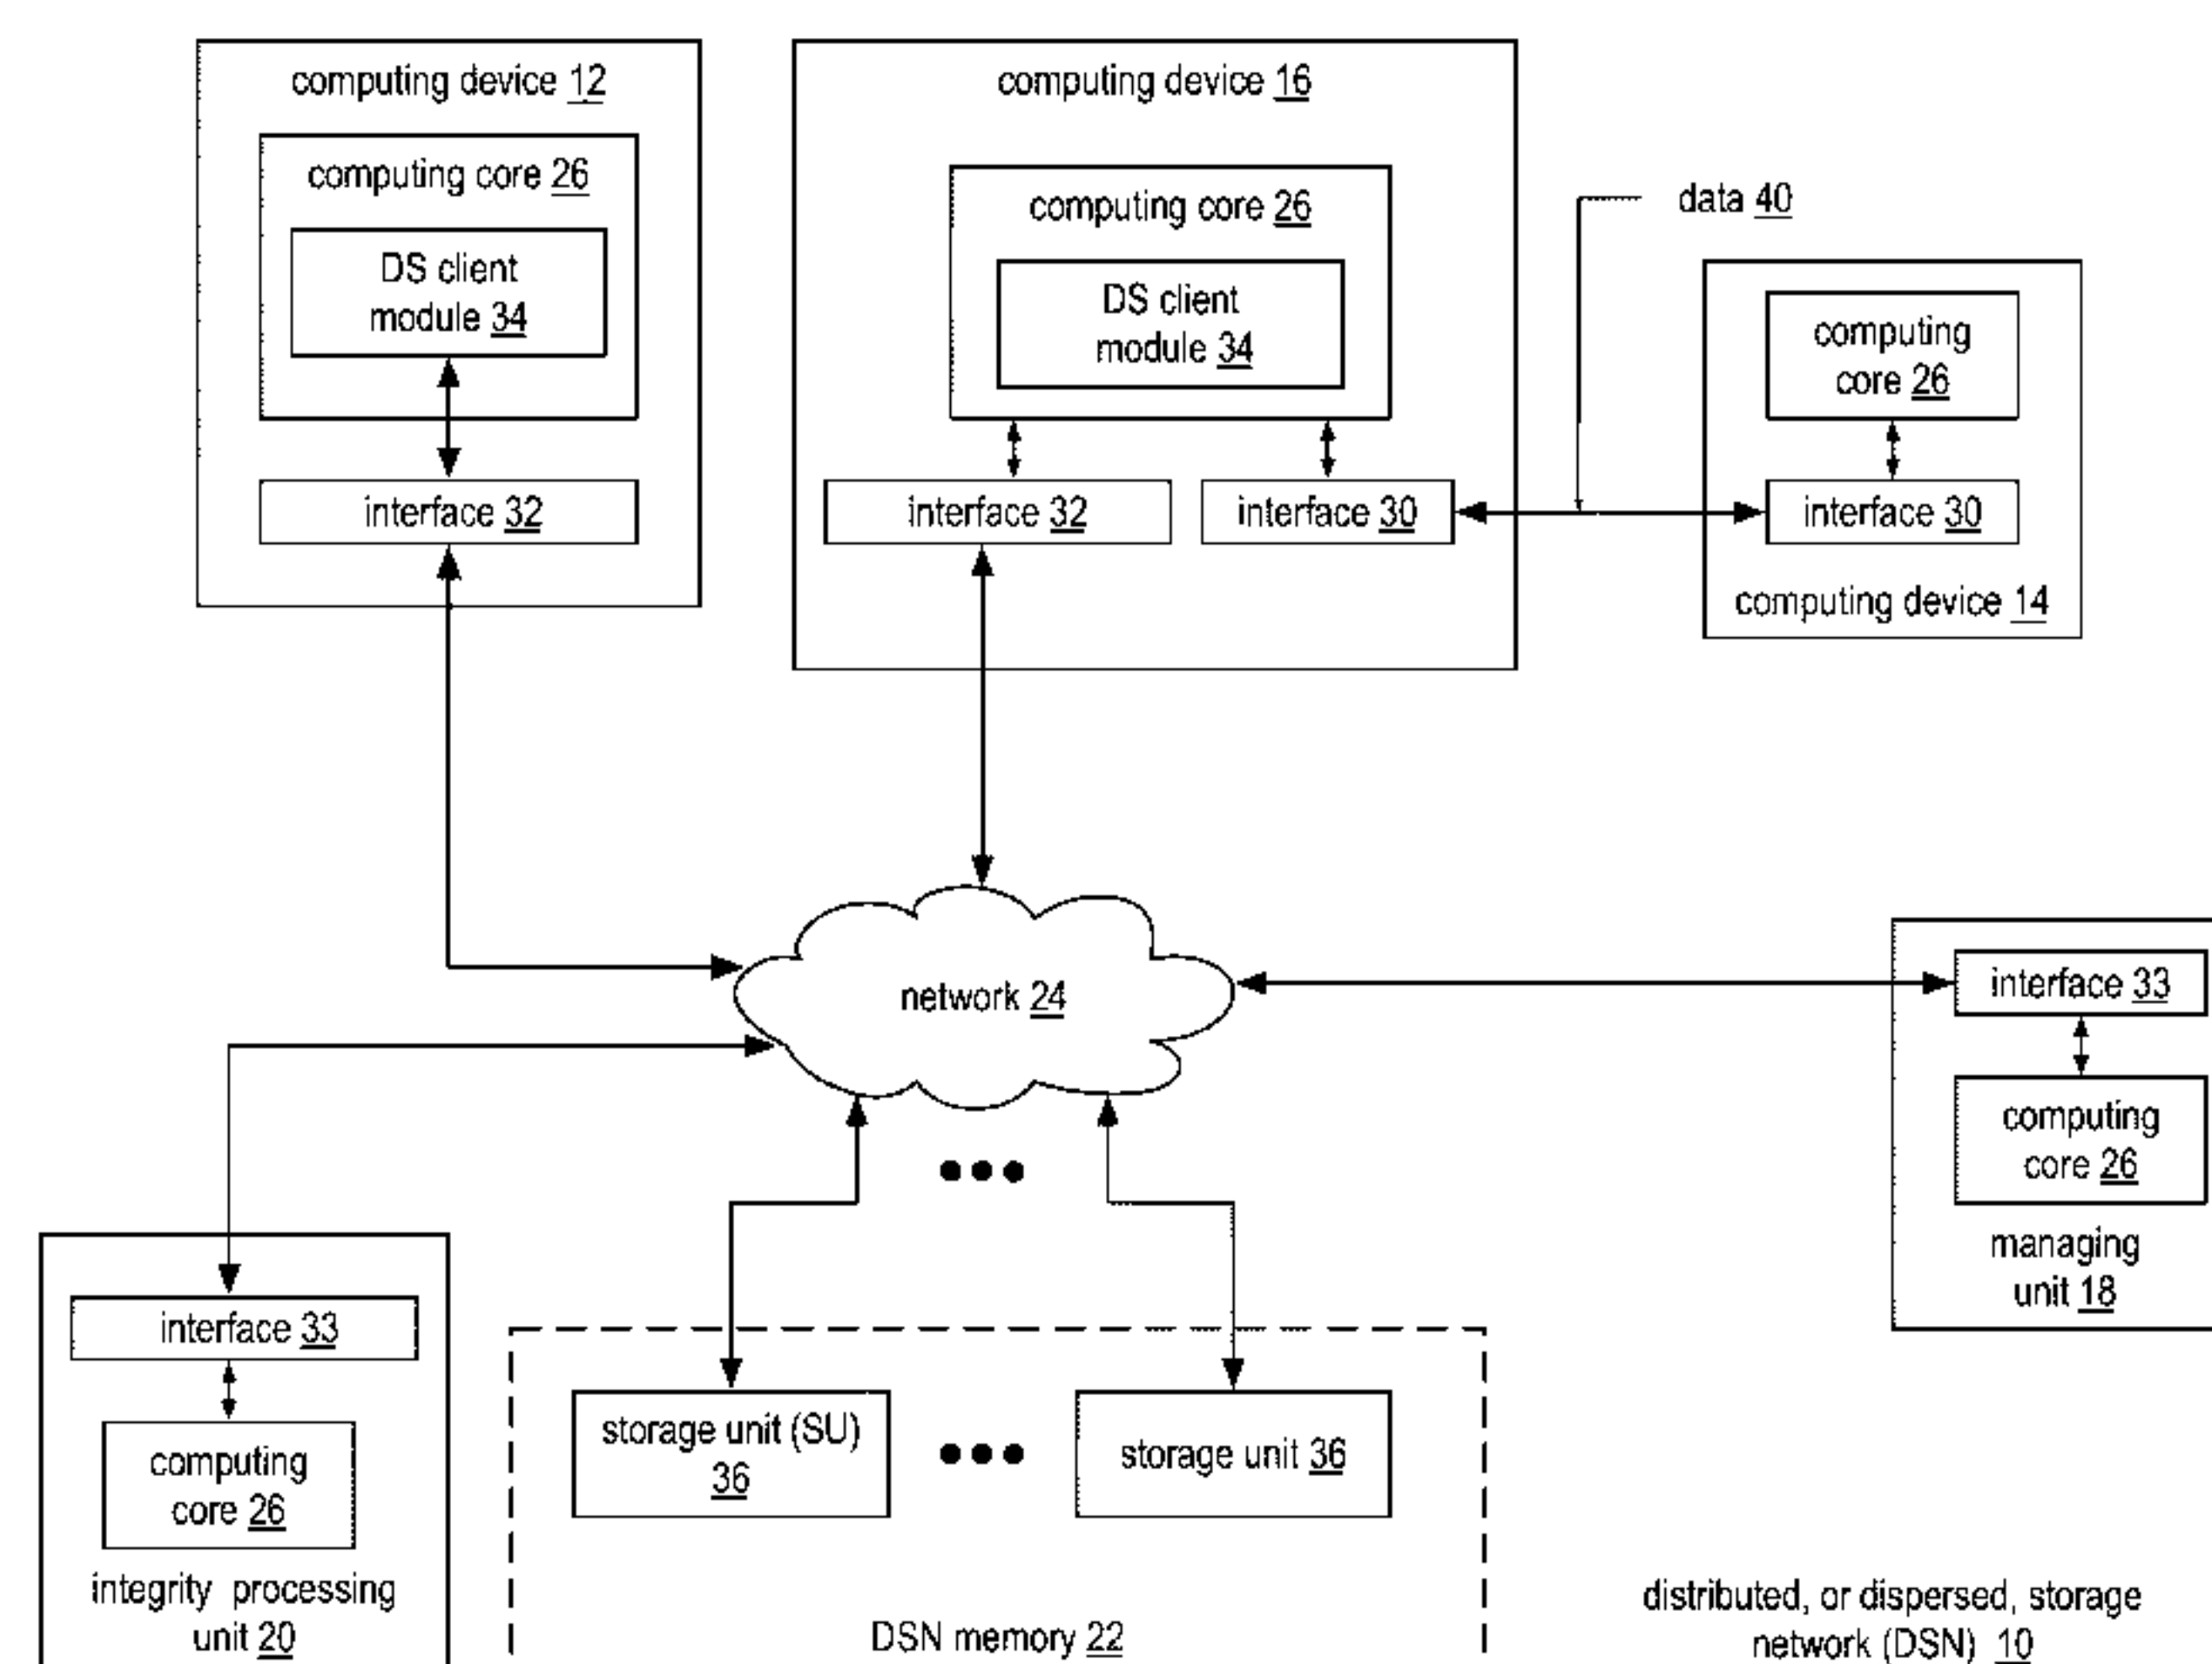 computing device 12
computing core 26
DS client
module 34
interface 32
computing device 16
computing core 26
DS client
module 34
interface 32
interface 30
data 40
computing
core 26
interface 30
computing device 14
network 24
interface 33
computing
core 26
managing
unit 18
interface 33
computing
core 26
integrity processing
unit 20
storage unit (SU)
36
storage unit 36
DSN memory 22
distributed, or dispersed, storage
network (DSN) 10